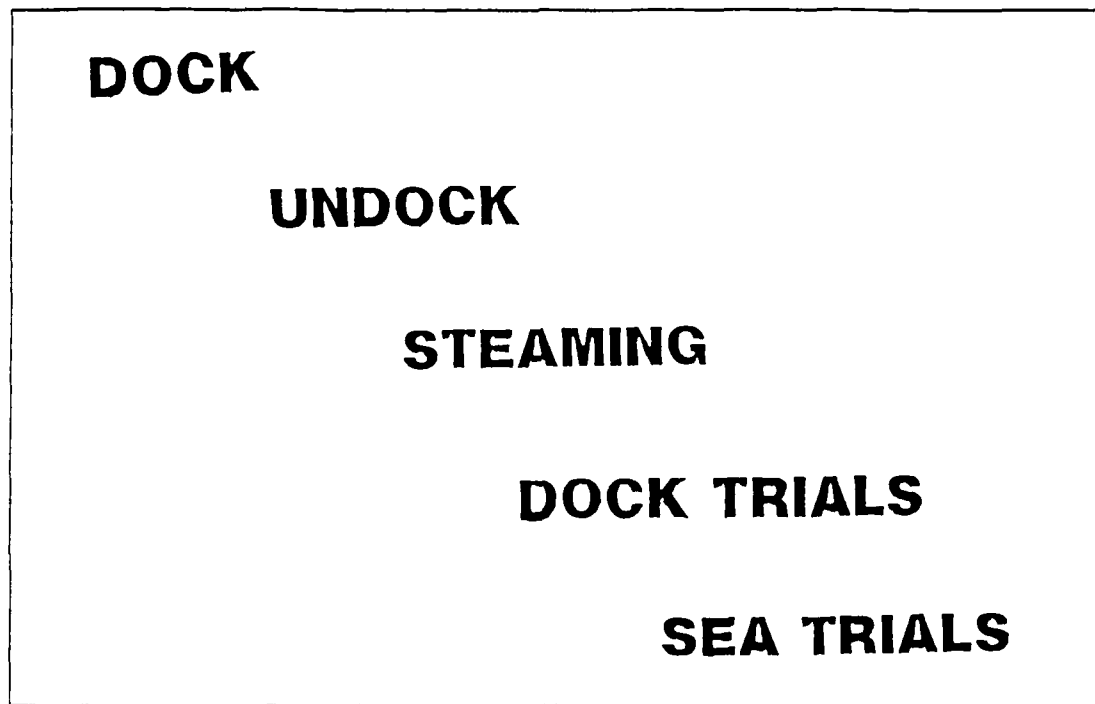 DOCK
UNDOCK
STEAMING
DOCK TRIALS
SEA TRIALS